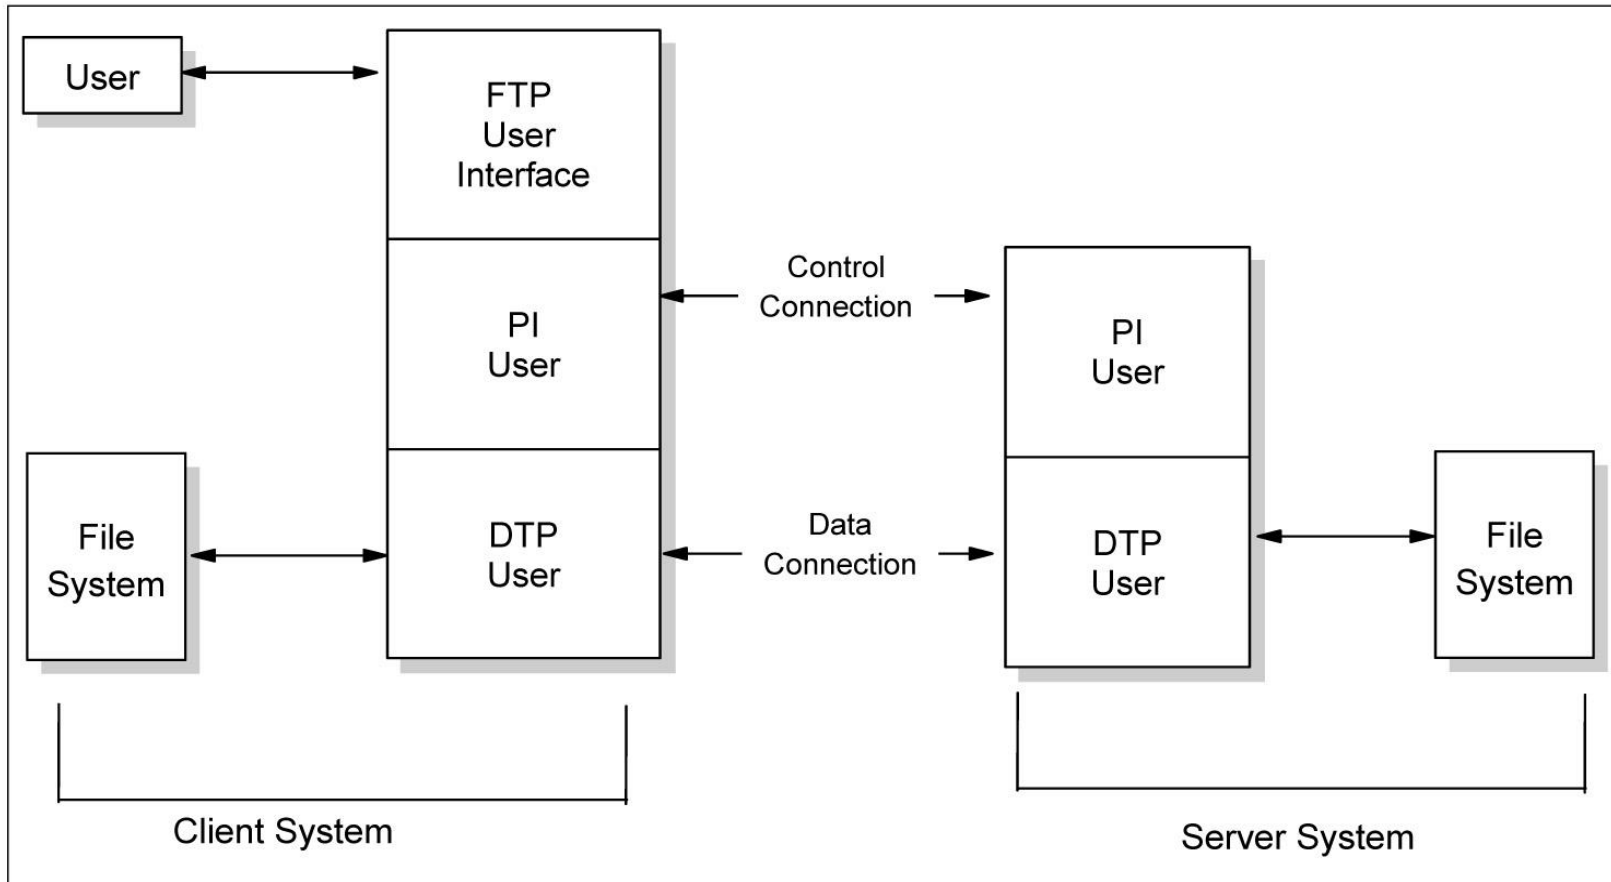 User
FTP
User
Interface
PI
User
DTP
User
File
System
Control
Connection
Data
Connection
PI
User
DTP
User
File
System
Client System
Server System